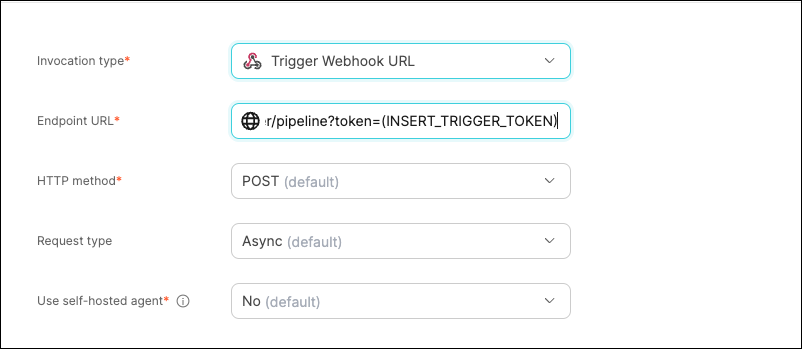 Invocation type*
Trigger Webhook URL
Endpoint URL*
r/pipeline?token=(INSERT_TRIGGER_TOKEN)
HTTP method*
POST (default)
Request type
Async (default)
Use self-hosted agent*
No (default)